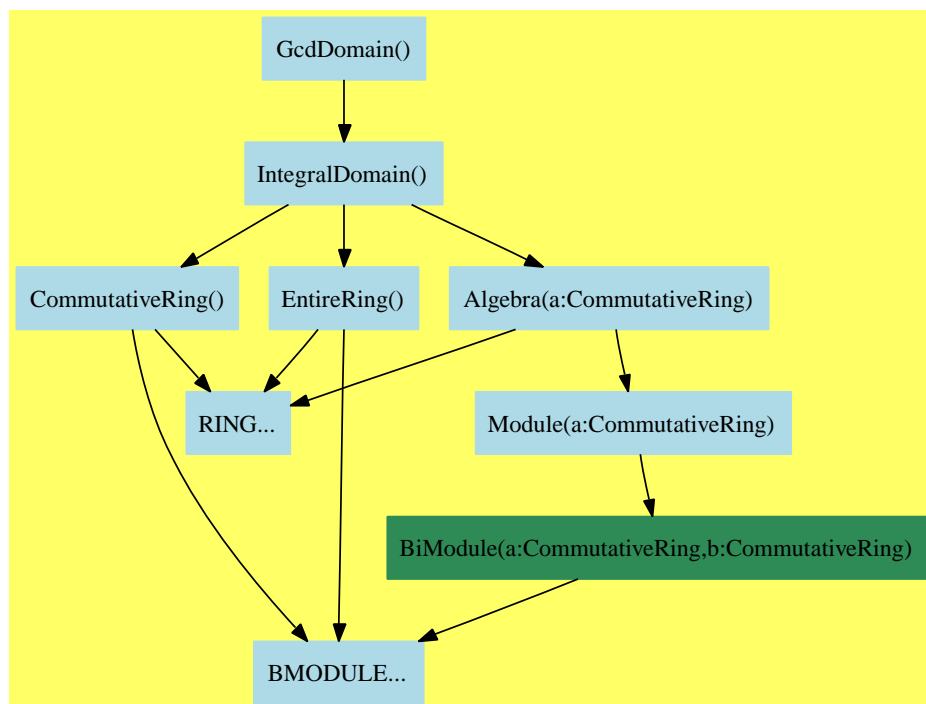 GcdDomain()
IntegralDomain()
CommutativeRing()
EntireRing()
Algebra(a:CommutativeRing)
RING...
Module(a:CommutativeRing)
BiModule(a:CommutativeRing,b:CommutativeRing)
BMODULE...